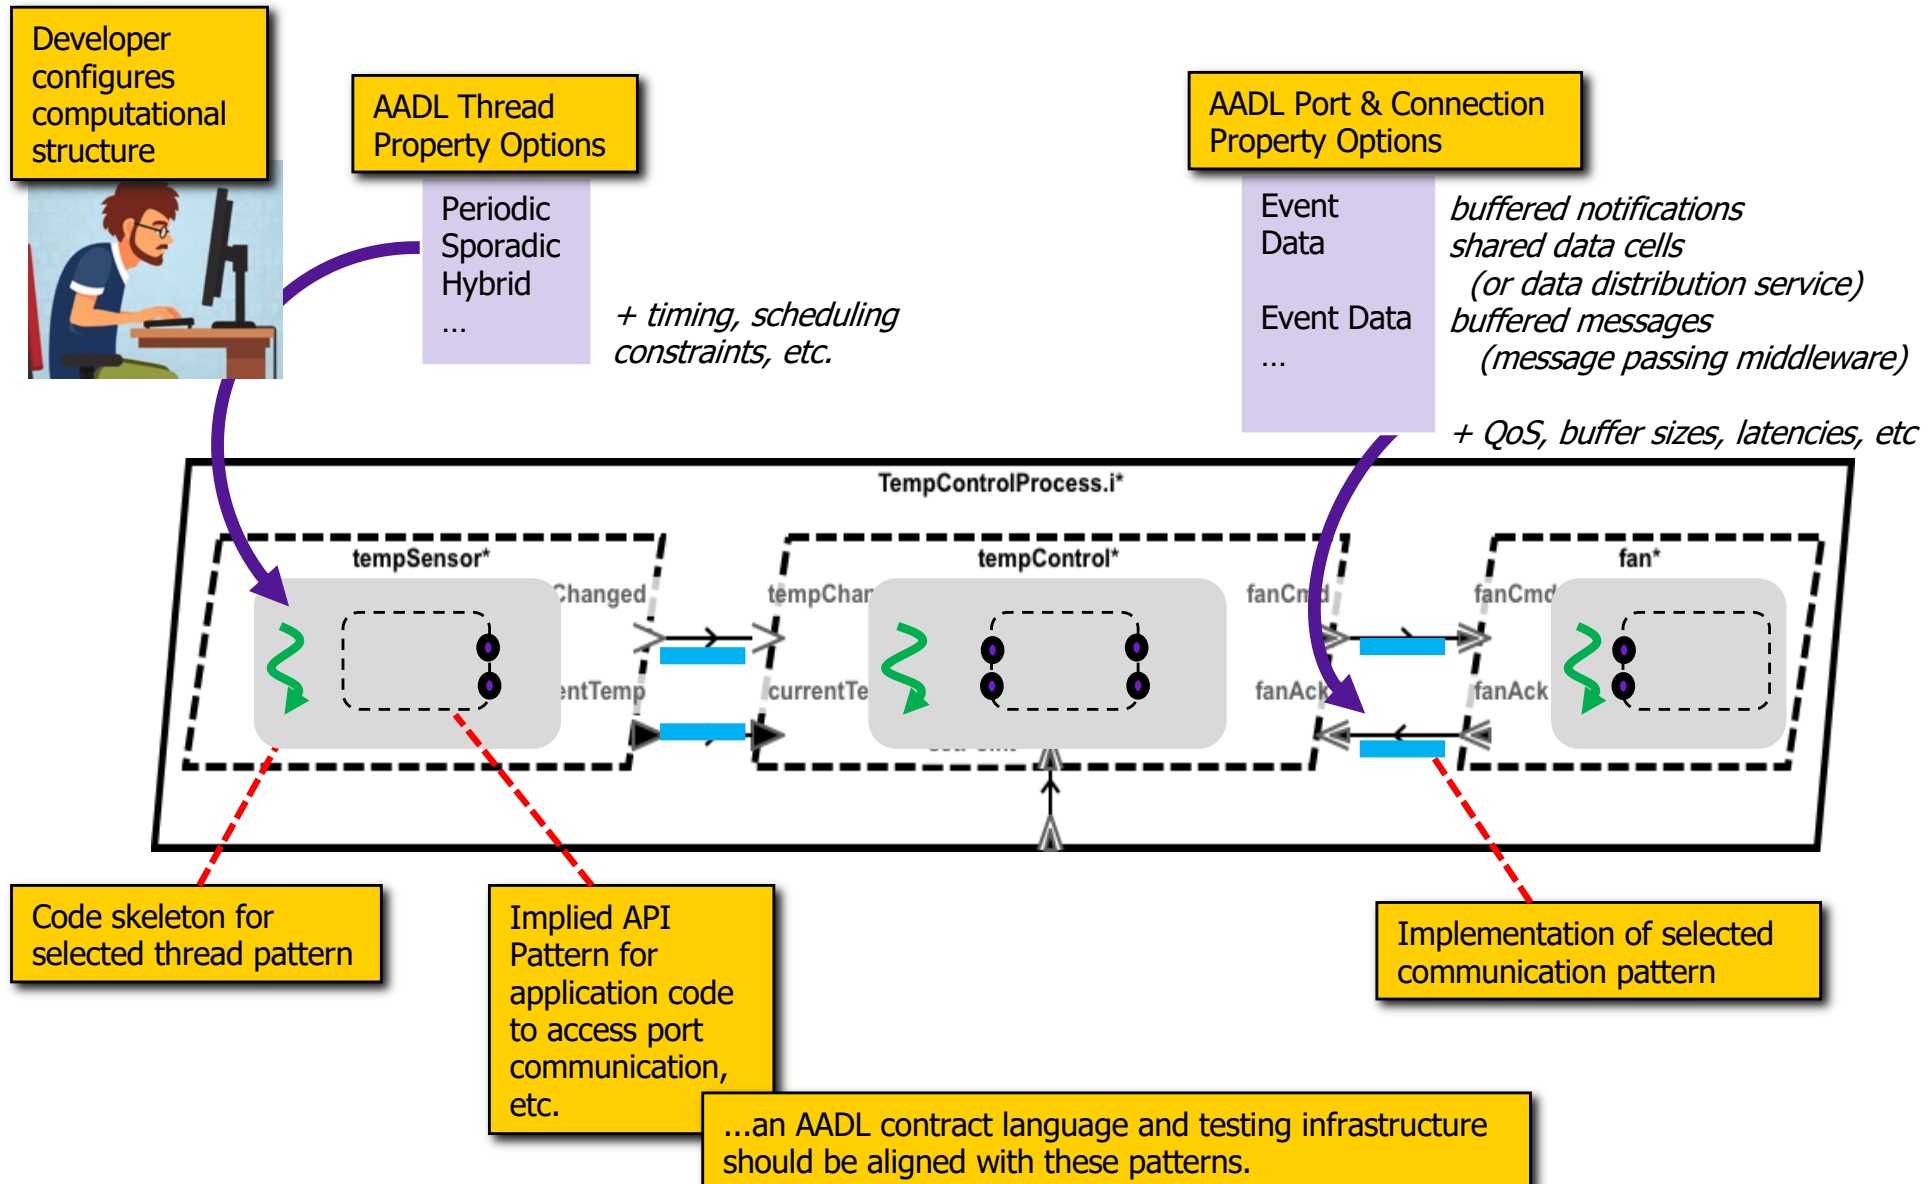 Developer
configures
computational
structure
AADL Thread
Property Options
Periodic
Sporadic
Hybrid
...
+ timing, scheduling
constraints, etc.
AADL Port & Connection
Property Options
Event
Data
Event Data
...
buffered notifications
shared data cells
(or data distribution service)
buffered messages
(message passing middleware)
+ QoS, buffer sizes, latencies, etc
TempControlProcess.i*
tempSensor*
Changed
entTemp
tempControl*
tempChan
currentTe
fanCmd
fanAck
fan*
fanCmd
fanAck
Code skeleton for
selected thread pattern
Implied API
Pattern for
application code
to access port
communication,
etc.
Implementation of selected
communication pattern
...an AADL contract language and testing infrastructure
should be aligned with these patterns.